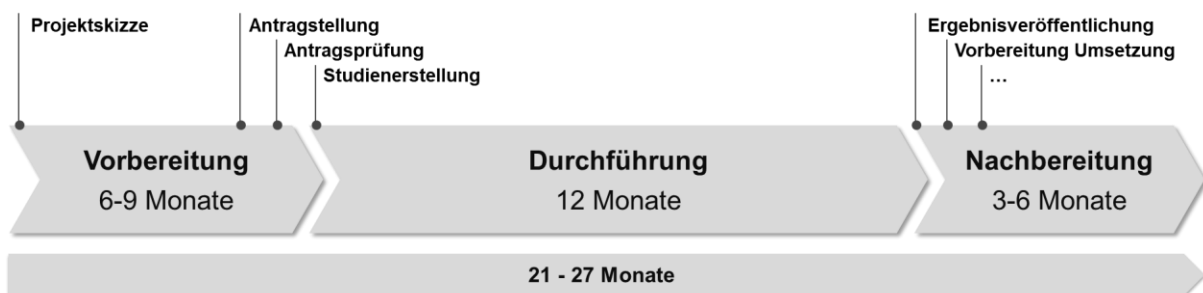 Projektskizze
Antragstellung
Antragsprüfung
Studienerstellung
Ergebnisveröffentlichung
Vorbereitung Umsetzung
...
Vorbereitung
6-9 Monate
Durchführung
12 Monate
Nachbereitung
3-6 Monate
21 - 27 Monate